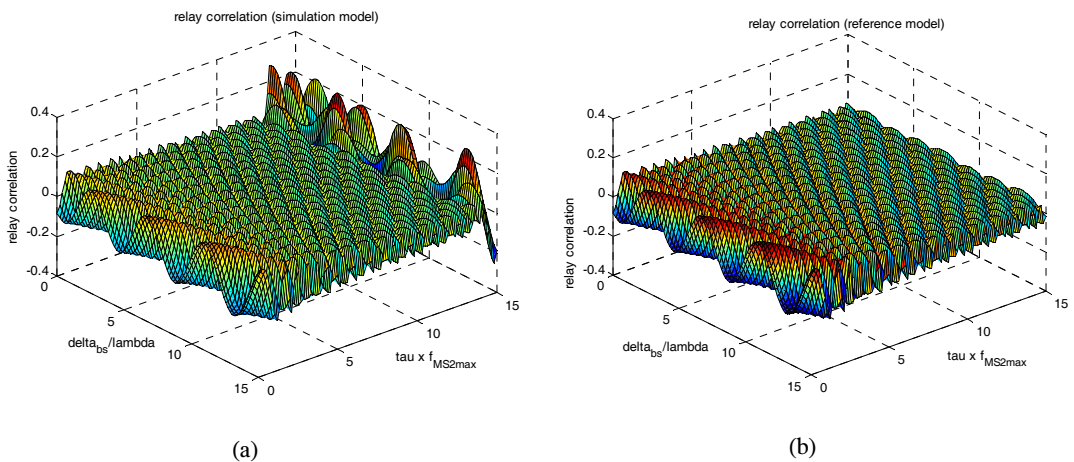 relay correlation (simulation model)
0.4
0.2
0
-0.2
-0.4
relay correlation
0
5
10
15
delta_bs/lambda
0
5
10
15
tau x f_MS2max
(a)
relay correlation (reference model)
0.4
0.2
0
-0.2
-0.4
relay correlation
0
5
10
15
delta_bs/lambda
0
5
10
15
tau x f_MS2max
(b)